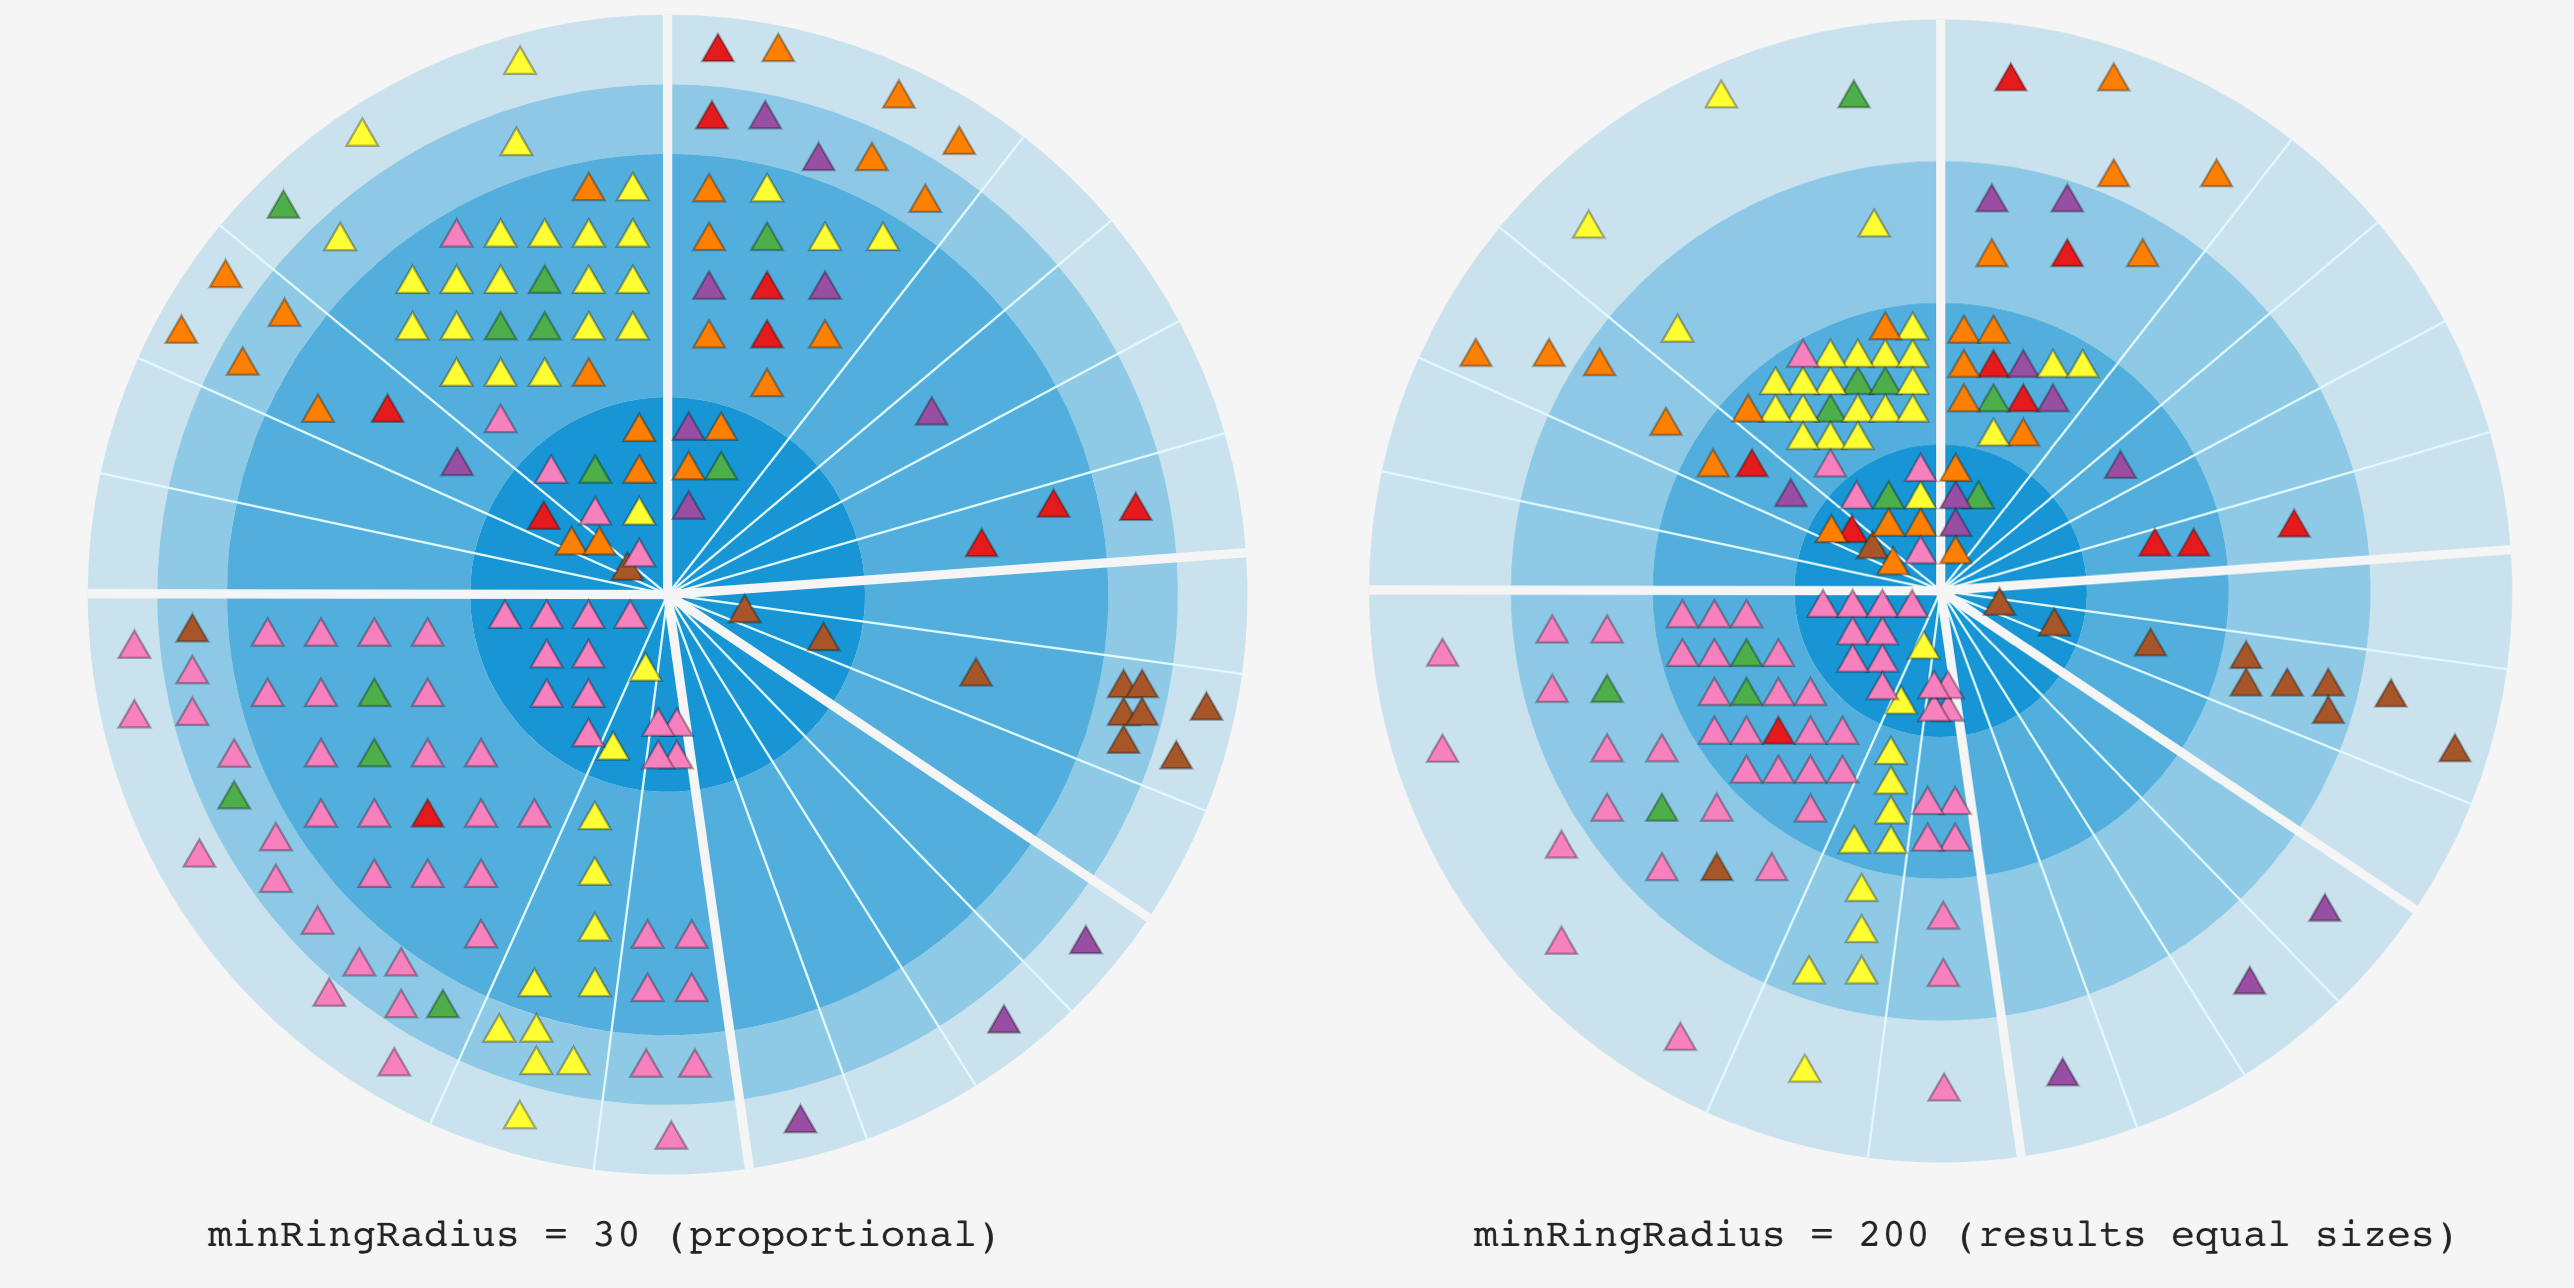 minRingRadius = 30 (proportional)
minRingRadius = 200 (results equal sizes)